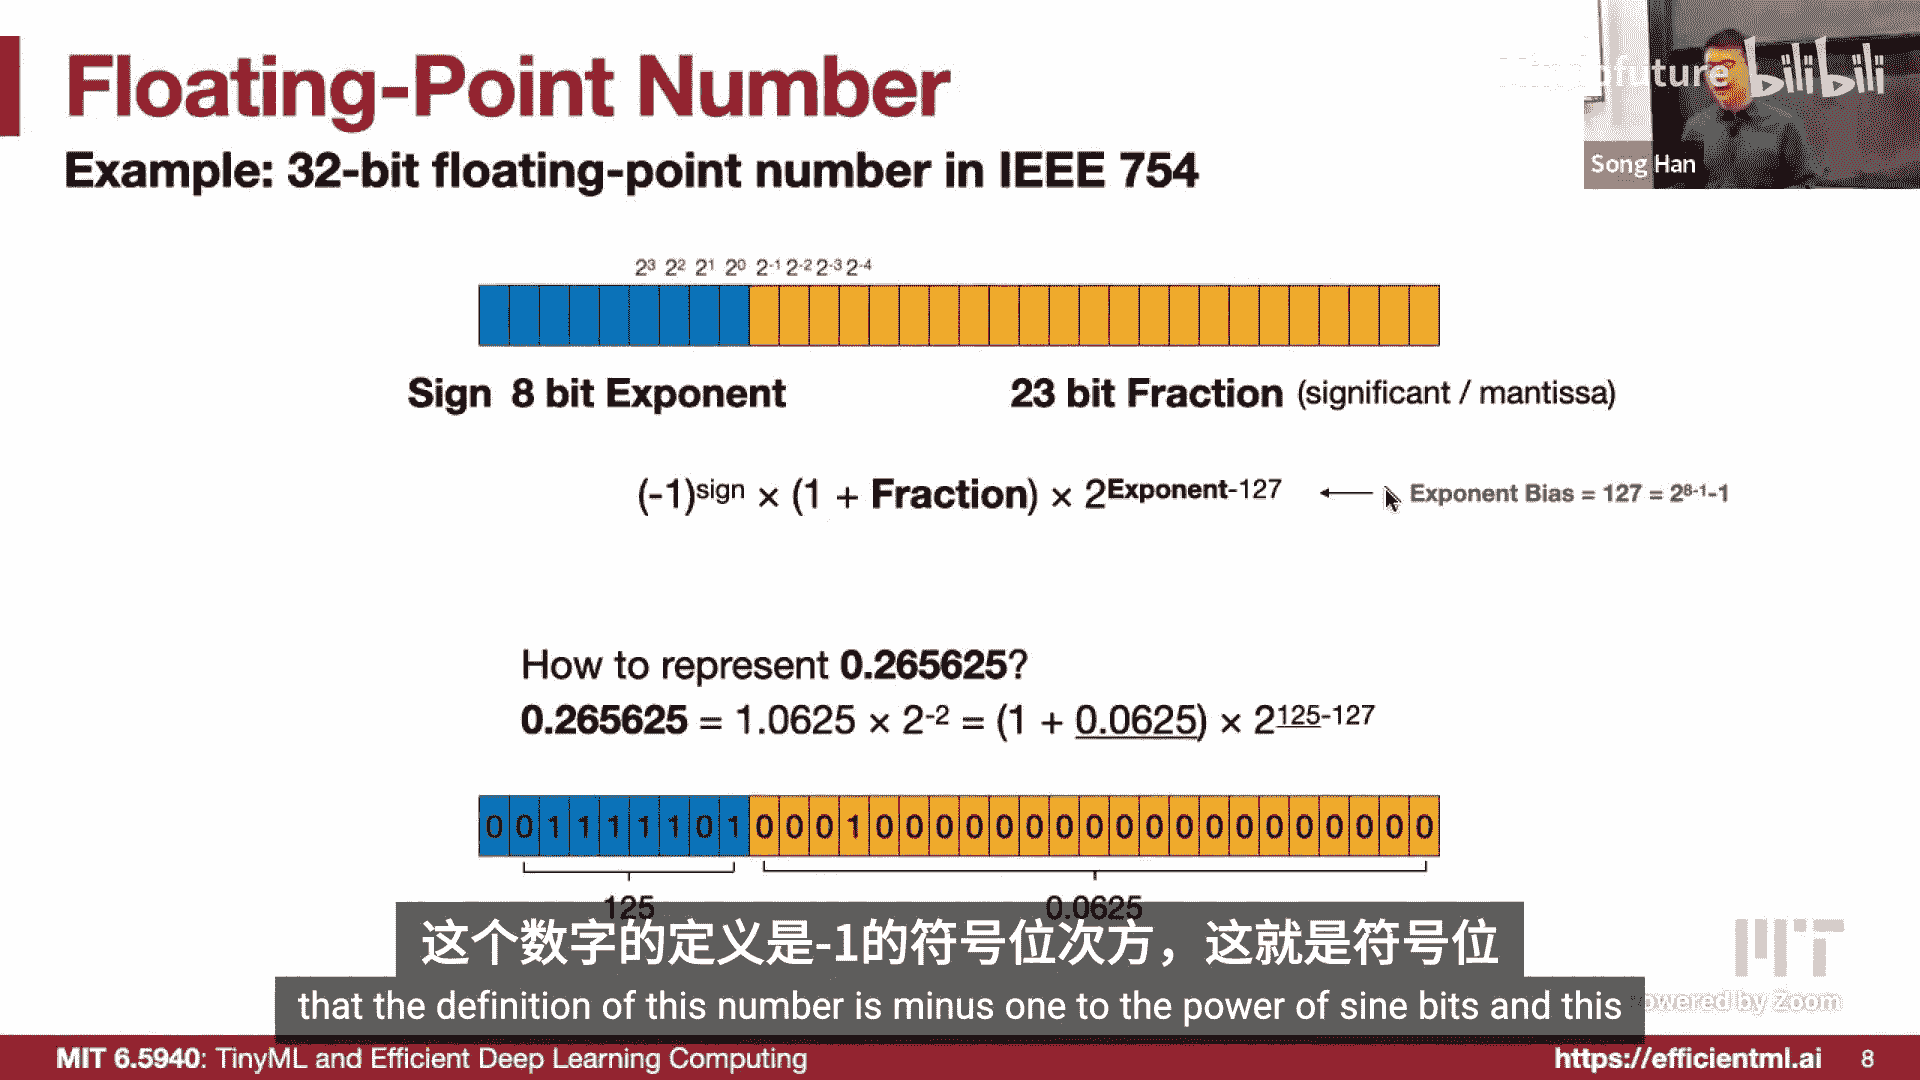 Floating-Point Number
future bilibili
Song Han
Example: 32-bit floating-point number in IEEE 754
2³ 2² 2¹ 2⁰ 2⁻¹ 2⁻² 2⁻³ 2⁻⁴
Sign 8 bit Exponent 23 bit Fraction (significant / mantissa)
(-1)^sign × (1 + Fraction) × 2^Exponent-127 ← Exponent Bias = 127 = 2⁸⁻¹-1
How to represent 0.265625?
0.265625 = 1.0625 × 2⁻² = (1 + 0.0625) × 2^125-127
0 0 1 1 1 1 1 0 1 0 0 0 1 0 0 0 0 0 0 0 0 0 0 0 0 0 0 0 0 0 0 0
125 0.0625
这个数字的定义是-1的符号位次方，这就是符号位
that the definition of this number is minus one to the power of sine bits and this
MIT
powered by Zoom
MIT 6.5940: TinyML and Efficient Deep Learning Computing https://efficientml.ai 8